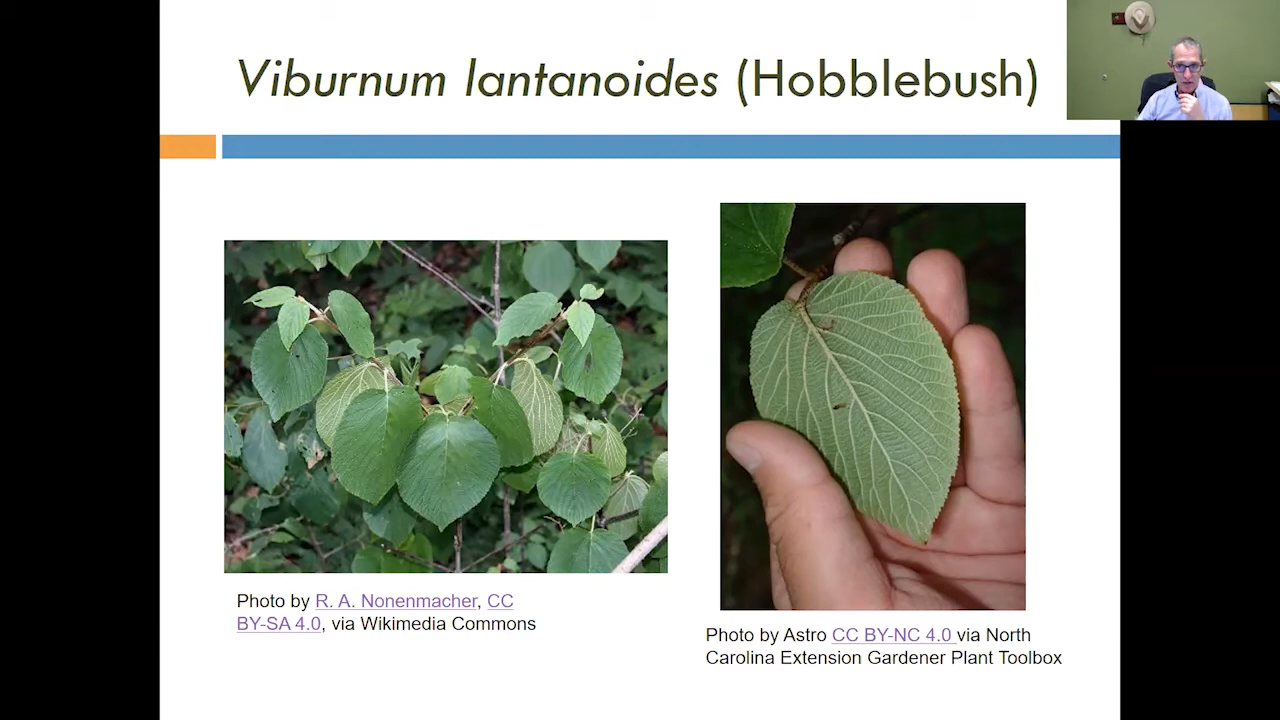 Viburnum lantanoides (Hobblebush)
Photo by R. A. Nonenmacher, CC
BY-SA 4.0, via Wikimedia Commons
Photo by Astro CC BY-NC 4.0 via North
Carolina Extension Gardener Plant Toolbox